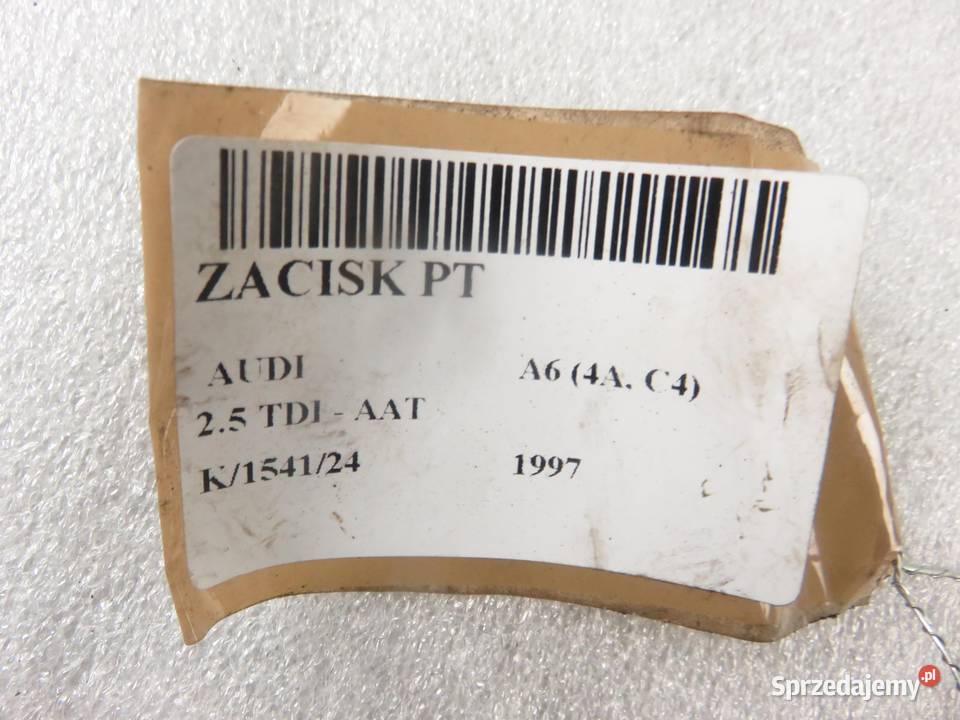 ZACISK PT
AUDI A6 (4A, C4)
2.5 TDI - AAT
K/1541/24 1997
Sprzedajemy.pl